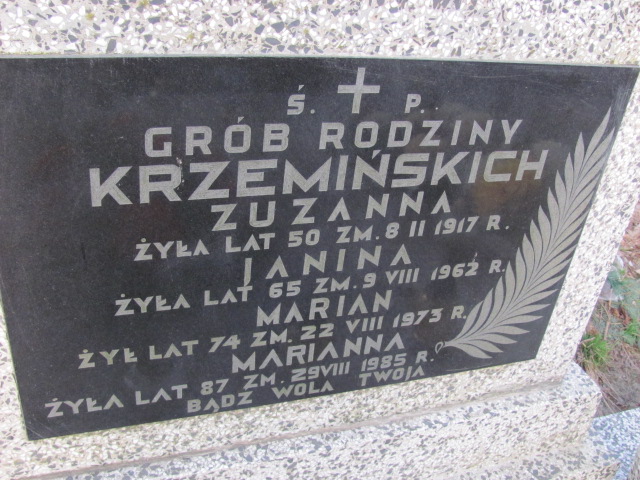 Ś. P.
GRÓB RODZINY
KRZEMIŃSKICH
ZUZANNA
ŻYŁA LAT 50 ZM. 8 II 1917 R.
JANINA
ŻYŁA LAT 65 ZM. 9 VIII 1962 R.
MARIAN
ŻYŁ LAT 74 ZM. 22 VIII 1973 R.
MARIANNA
ŻYŁA LAT 87 ZM. 29 VIII 1985 R.
BĄDŹ WOLA TWOJA